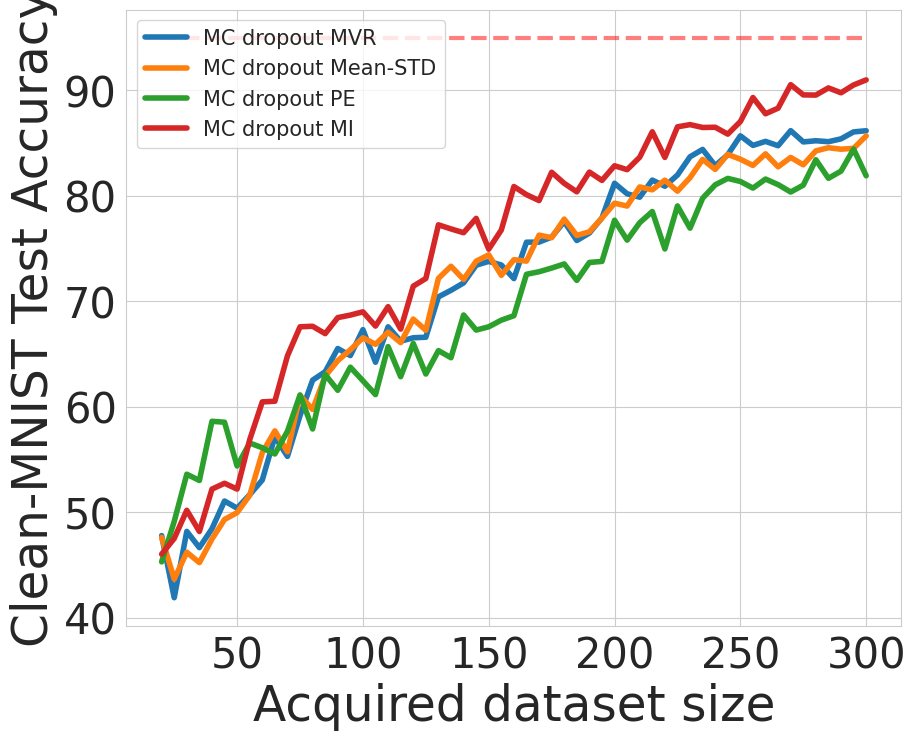 Clean-MNIST Test Accuracy
MC dropout MVR
MC dropout Mean-STD
MC dropout PE
MC dropout MI
90
80
70
60
50
40
50 100 150 200 250 300
Acquired dataset size